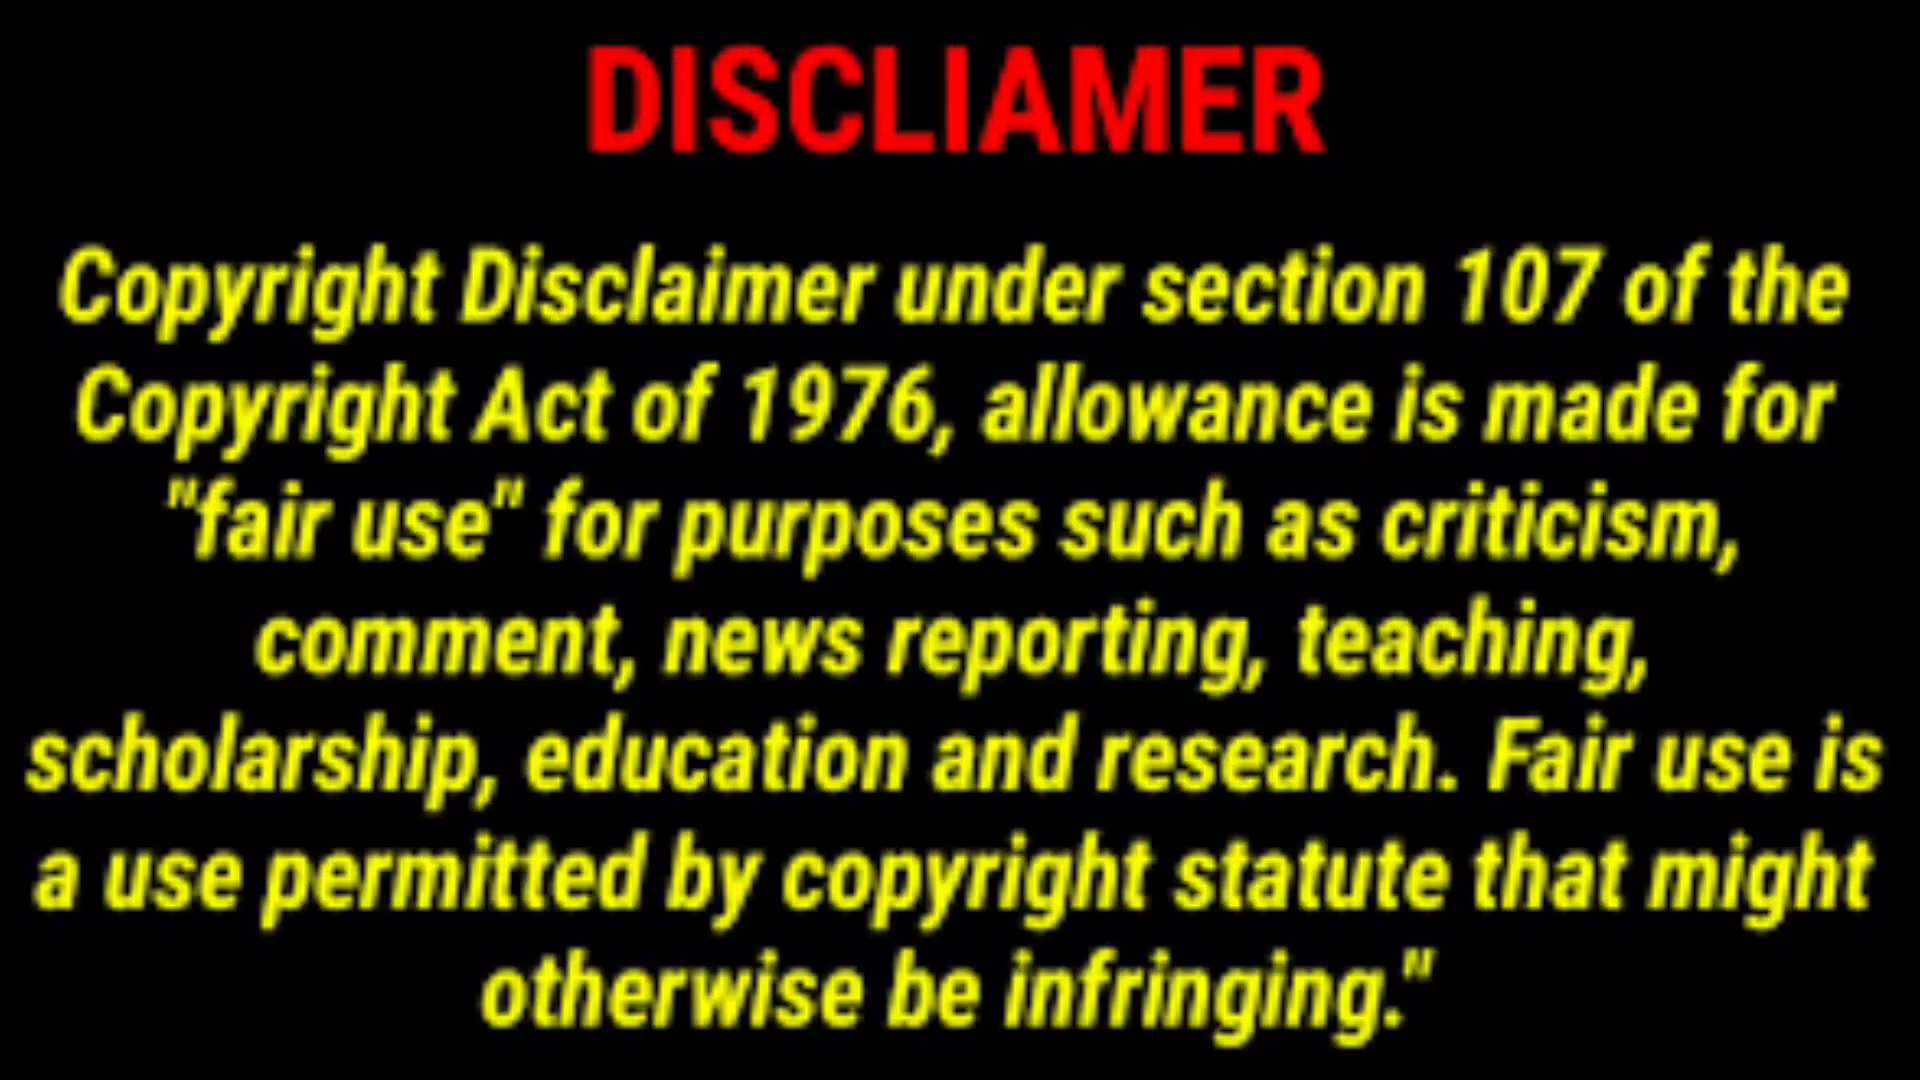 DISCLIAMER
Copyright Disclaimer under section 107 of the
Copyright Act of 1976, allowance is made for
"fair use" for purposes such as criticism,
comment, news reporting, teaching,
scholarship, education and research. Fair use is
a use permitted by copyright statute that might
otherwise be infringing."